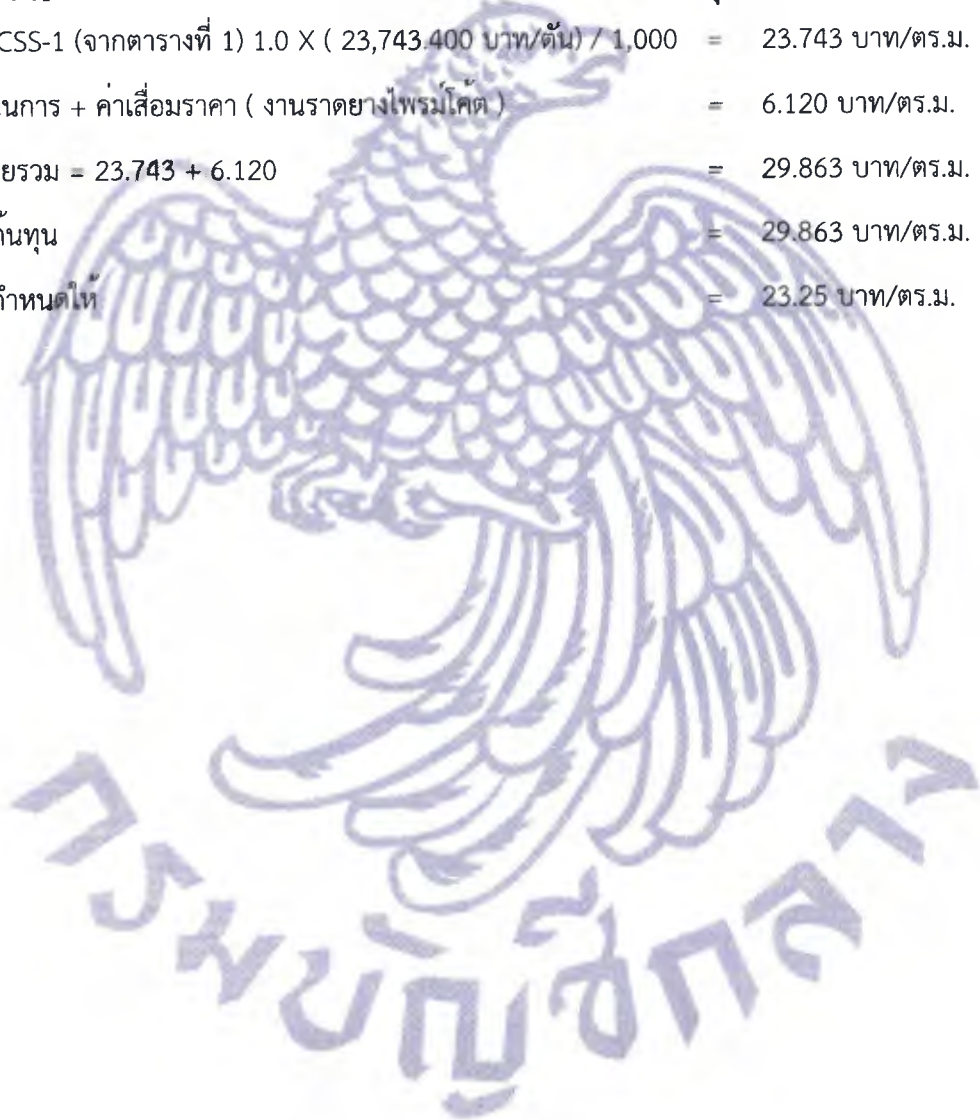 CSS-1 (จากตารางที่ 1) 1.0 X ( 23,743.400 บาท/ตัน) / 1,000 = 23.743 บาท/ตร.ม.
นการ + ค่าเสื่อมราคา ( งานราดยางไพรม์โค้ต ) = 6.120 บาท/ตร.ม.
ยรวม = 23.743 + 6.120 = 29.863 บาท/ตร.ม.
้นทุน = 29.863 บาท/ตร.ม.
กำหนดให้ = 23.25 บาท/ตร.ม.
กรมบัญชีกลาง